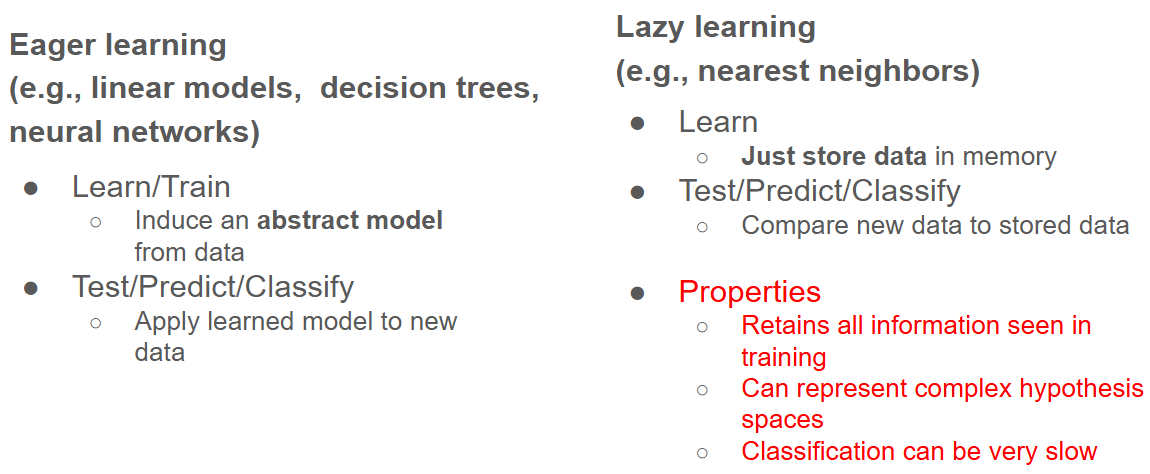 Eager learning
(e.g., linear models,  decision trees,
neural networks)
● Learn/Train
○ Induce an abstract model
from data
● Test/Predict/Classify
○ Apply learned model to new
data
Lazy learning
(e.g., nearest neighbors)
● Learn
○ Just store data in memory
● Test/Predict/Classify
○ Compare new data to stored data
● Properties
○ Retains all information seen in
training
○ Can represent complex hypothesis
spaces
○ Classification can be very slow